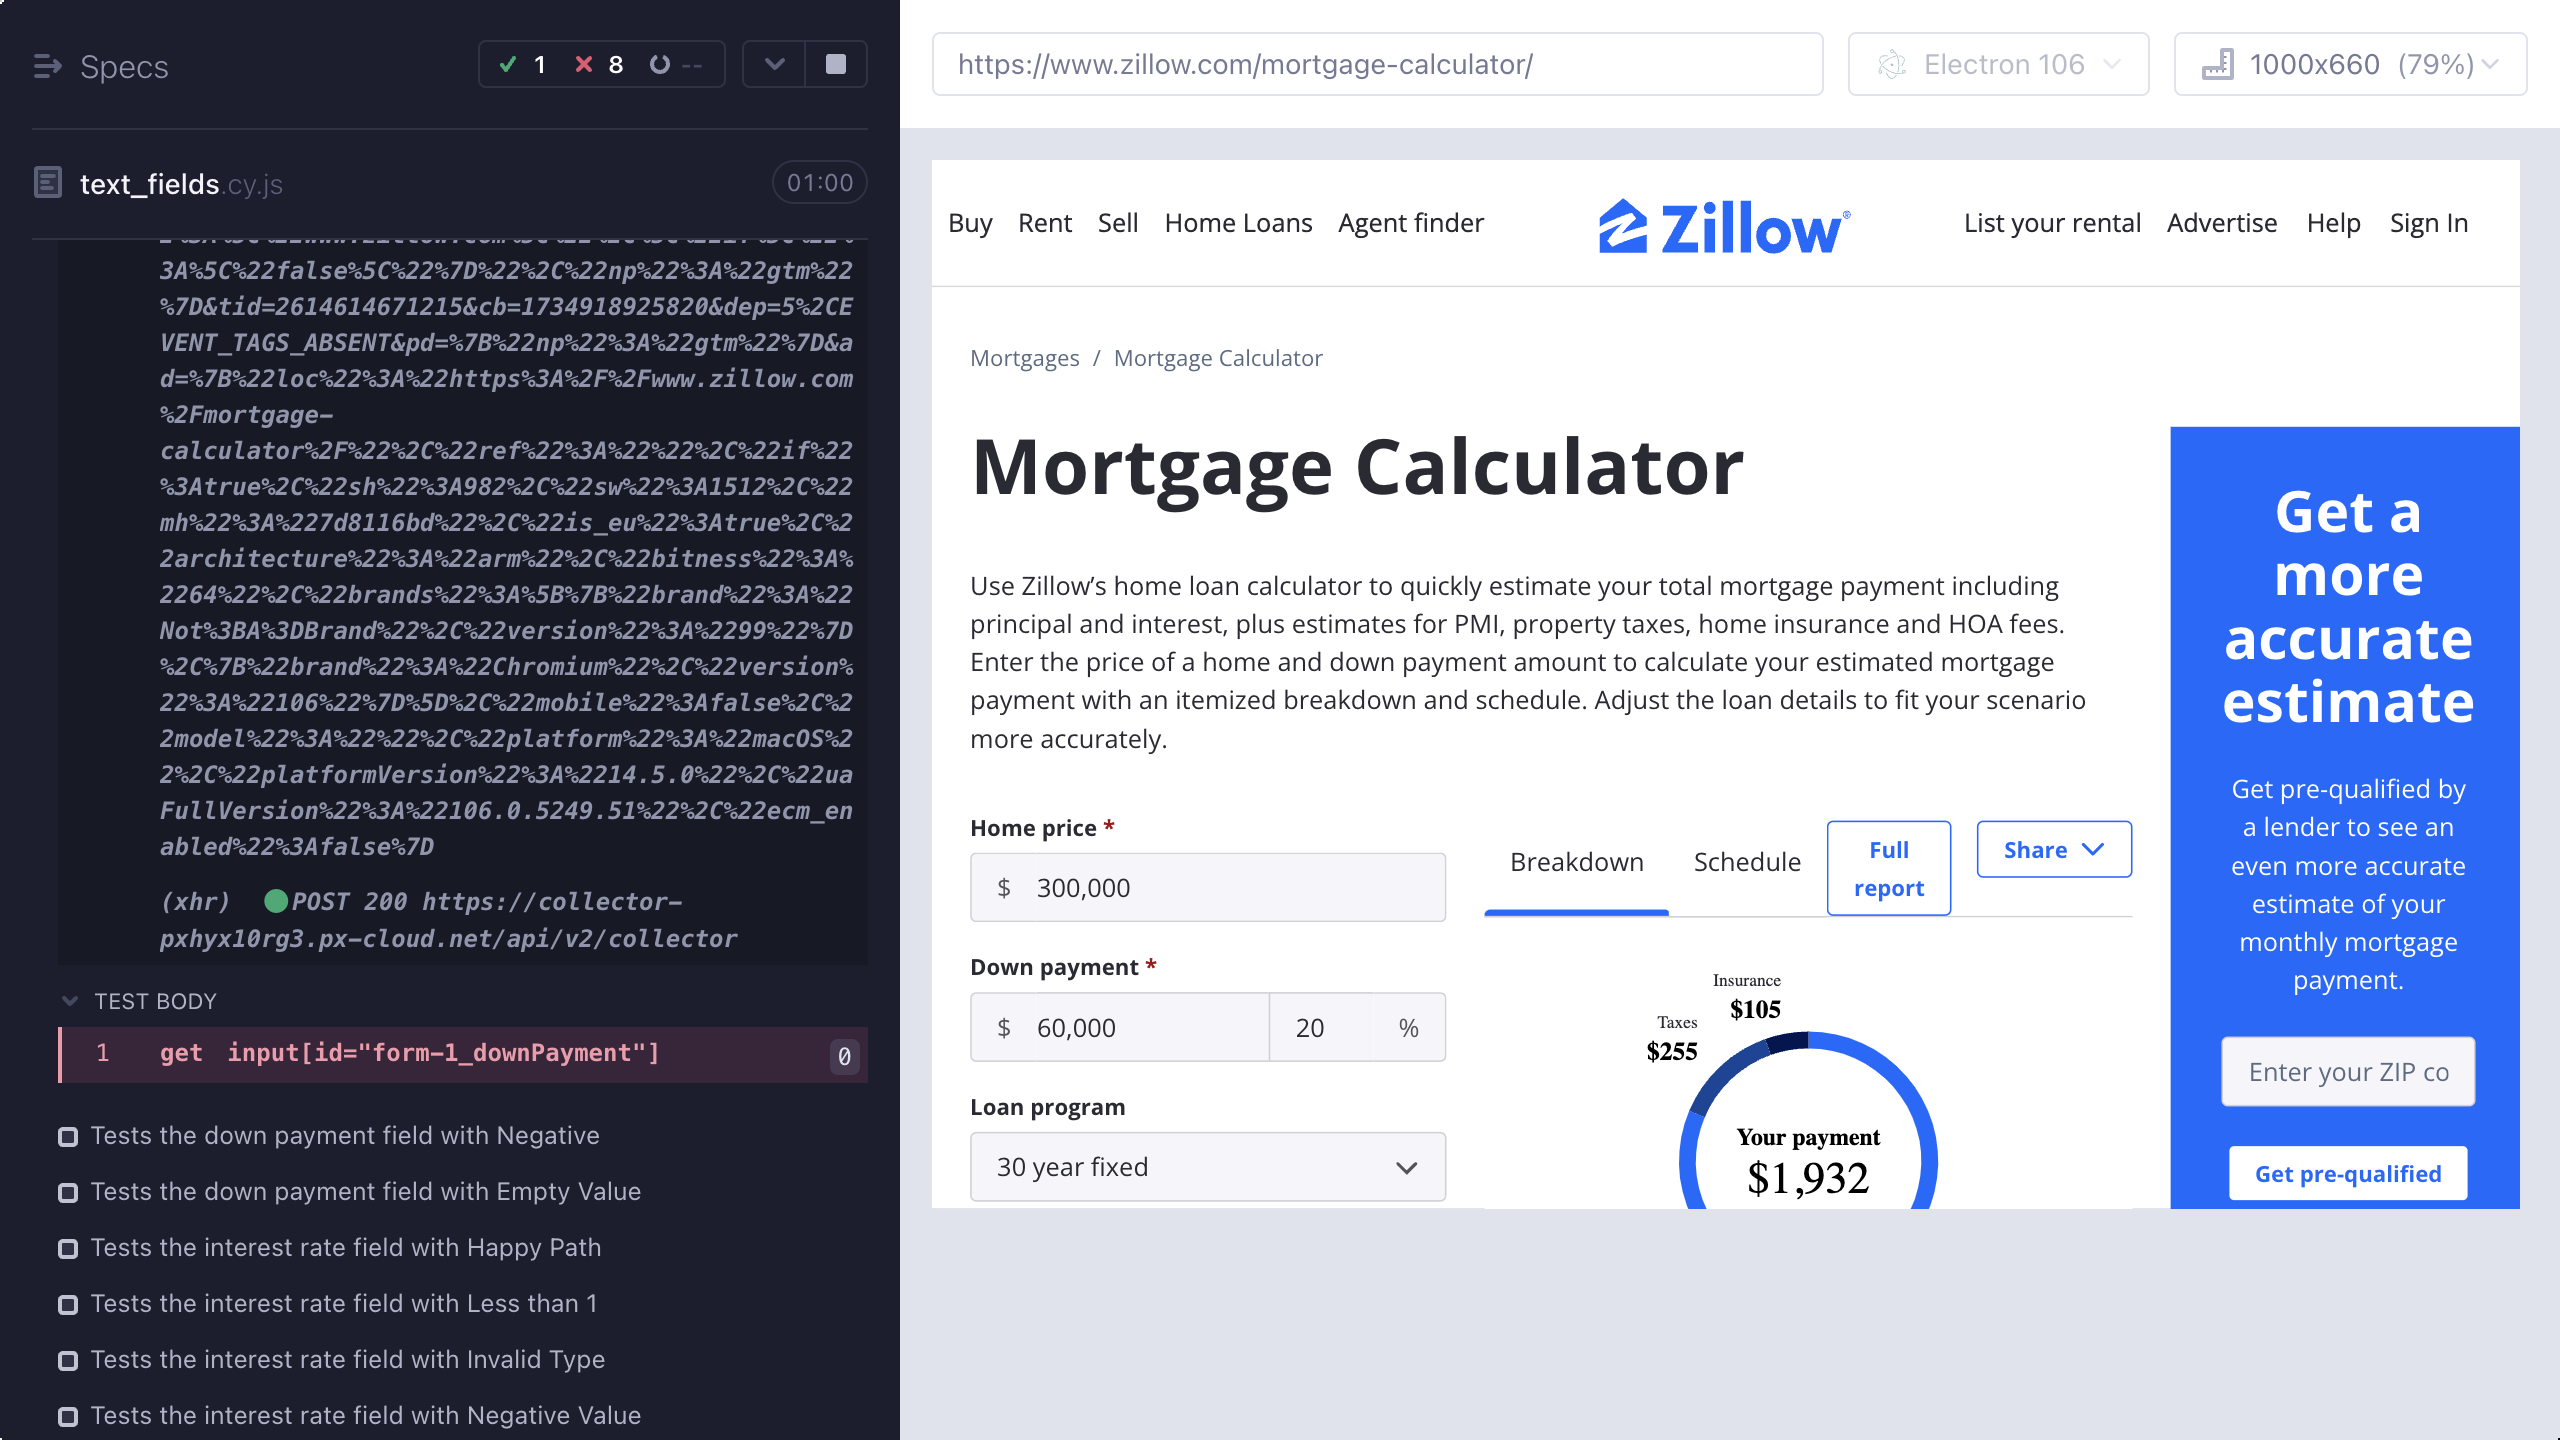 Specs
1 8 --
text_fields.cy.js
01:00
3A%5C%22false%5C%22%7D%22%2C%22np%22%3A%22gtm%22
%7D&tid=2614614671215&cb=1734918925820&dep=5%2CE
VENT_TAGS_ABSENT&pd=%7B%22np%22%3A%22gtm%22%7D&a
d=%7B%22loc%22%3A%22https%3A%2F%2Fwww.zillow.com
%2Fmortgage-
calculator%2F%22%2C%22ref%22%3A%22%22%2C%22if%22
%3Atrue%2C%22sh%22%3A982%2C%22sw%22%3A1512%2C%22
mh%22%3A%227d8116bd%22%2C%22is_eu%22%3Atrue%2C%2
2architecture%22%3A%22arm%22%2C%22bitness%22%3A%
2264%22%2C%22brands%22%3A%5B%7B%22brand%22%3A%22
Not%3BA%3DBrand%22%2C%22version%22%3A%2299%22%7D
%2C%7B%22brand%22%3A%22Chromium%22%2C%22version%
22%3A%22106%22%7D%5D%2C%22mobile%22%3Afalse%2C%2
2model%22%3A%22%22%2C%22platform%22%3A%22macOS%2
2%2C%22platformVersion%22%3A%2214.5.0%22%2C%22ua
FullVersion%22%3A%22106.0.5249.51%22%2C%22ecm_en
abled%22%3Afalse%7D
(xhr) POST 200 https://collector-
pxhyx10rg3.px-cloud.net/api/v2/collector
TEST BODY
1 get input[id="form-1_downPayment"] 0
Tests the down payment field with Negative
Tests the down payment field with Empty Value
Tests the interest rate field with Happy Path
Tests the interest rate field with Less than 1
Tests the interest rate field with Invalid Type
Tests the interest rate field with Negative Value
https://www.zillow.com/mortgage-calculator/
Electron 106
1000x660 (79%)
Buy Rent Sell Home Loans Agent finder
Zillow®
List your rental Advertise Help Sign In
Mortgages / Mortgage Calculator
Mortgage Calculator
Use Zillow’s home loan calculator to quickly estimate your total mortgage payment including
principal and interest, plus estimates for PMI, property taxes, home insurance and HOA fees.
Enter the price of a home and down payment amount to calculate your estimated mortgage
payment with an itemized breakdown and schedule. Adjust the loan details to fit your scenario
more accurately.
Home price *
$ 300,000
Down payment *
$ 60,000 20 %
Loan program
30 year fixed
Breakdown Schedule
Full
report
Share
Insurance
$105
Taxes
$255
Your payment
$1,932
Get a
more
accurate
estimate
Get pre-qualified by
a lender to see an
even more accurate
estimate of your
monthly mortgage
payment.
Enter your ZIP co
Get pre-qualified